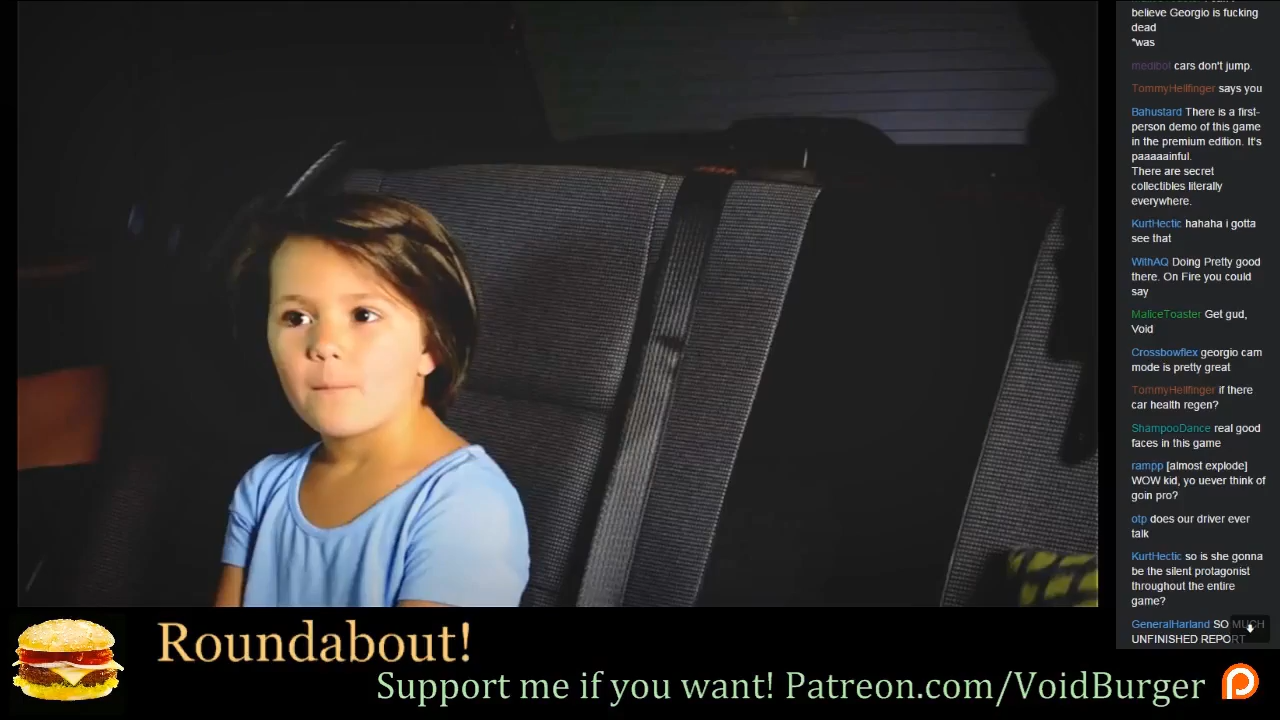 believe Georgio is fucking
dead
*was
medibot cars don't jump.
TommyHellfinger says you
Bahustard There is a first-
person demo of this game
in the premium edition. It's
paaaaainful.
There are secret
collectibles literally
everywhere.
KurtHectic hahaha i gotta
see that
WithAQ Doing Pretty good
there. On Fire you could
say
MaliceToaster Get gud,
Void
Crossbowflex georgio cam
mode is pretty great
TommyHellfinger if there
car health regen?
ShampooDance real good
faces in this game
rampp [almost explode]
WOW kid, yo uever think of
goin pro?
otp does our driver ever
talk
KurtHectic so is she gonna
be the silent protagonist
throughout the entire
game?
GeneralHarland SO MUCH
UNFINISHED REPORT
Roundabout!
Support me if you want! Patreon.com/VoidBurger